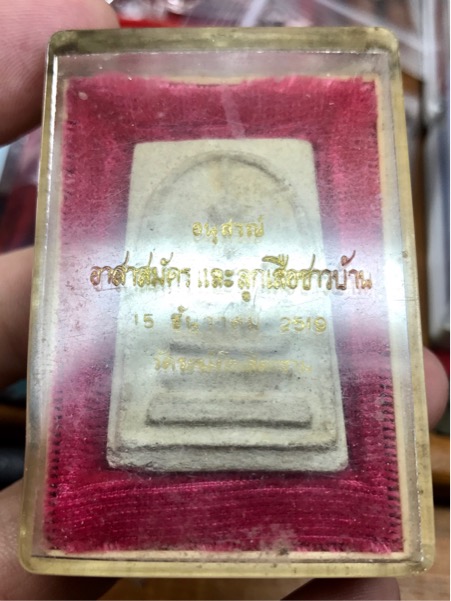 อนุสรณ์
อาสาสมัคร และลูกเสือชาวบ้าน
15 ธันวาคม 2519